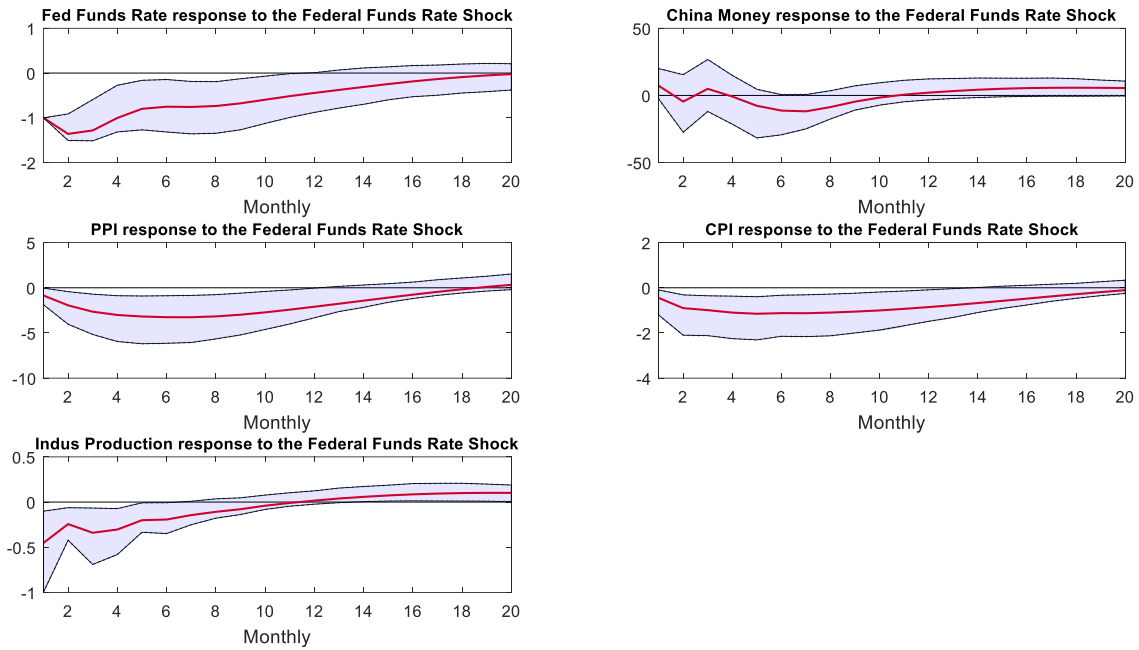 Fed Funds Rate response to the Federal Funds Rate Shock
1
0
-1
-2
2 4 6 8 10 12 14 16 18 20
Monthly
China Money response to the Federal Funds Rate Shock
50
0
-50
2 4 6 8 10 12 14 16 18 20
Monthly
PPI response to the Federal Funds Rate Shock
5
0
-5
-10
2 4 6 8 10 12 14 16 18 20
Monthly
CPI response to the Federal Funds Rate Shock
2
0
-2
-4
2 4 6 8 10 12 14 16 18 20
Monthly
Indus Production response to the Federal Funds Rate Shock
0.5
0
-0.5
-1
2 4 6 8 10 12 14 16 18 20
Monthly